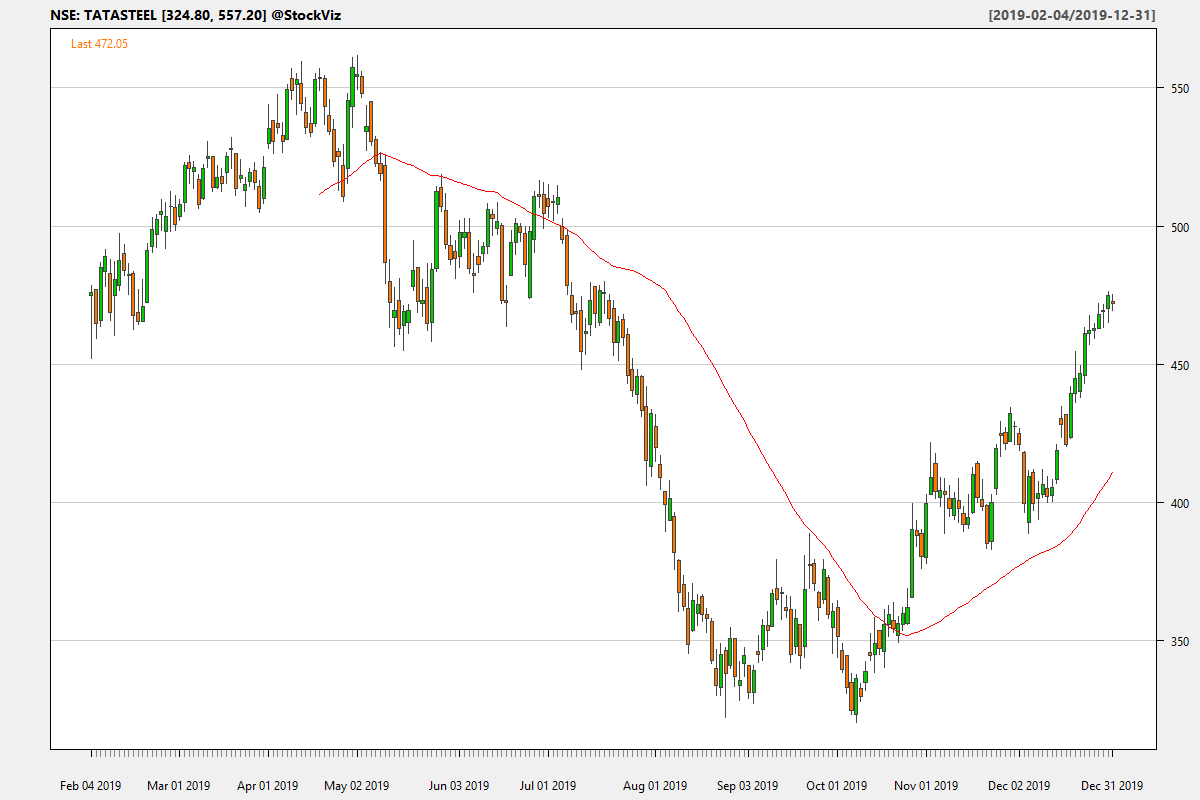 NSE: TATASTEEL [324.80, 557.20] @StockViz [2019-02-04/2019-12-31]
Last 472.05
550
500
450
400
350
Feb 04 2019 Mar 01 2019 Apr 01 2019 May 02 2019 Jun 03 2019 Jul 01 2019 Aug 01 2019 Sep 03 2019 Oct 01 2019 Nov 01 2019 Dec 02 2019 Dec 31 2019